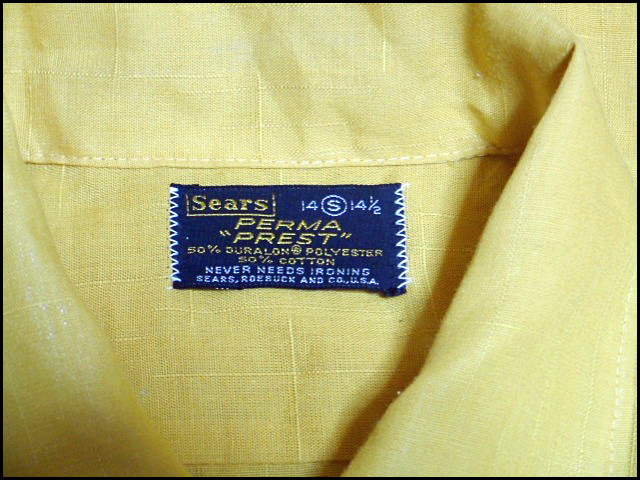 Sears 14 S 14½
PERMA
"PREST"
50% DURALON® POLYESTER
50% COTTON
NEVER NEEDS IRONING
SEARS, ROEBUCK AND CO., U.S.A.